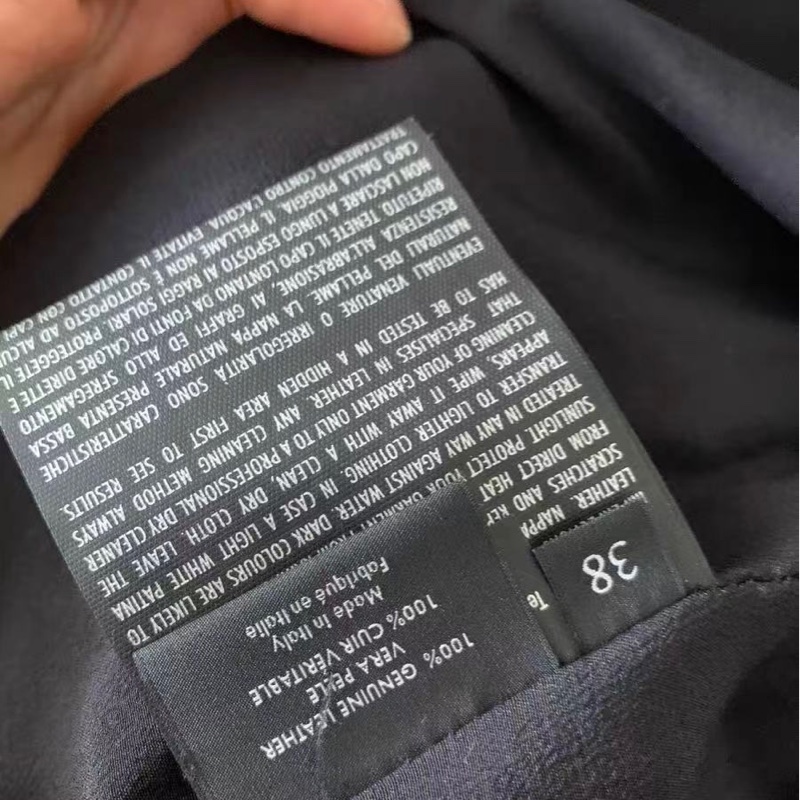 38
100% GENUINE LEATHER
VERA PELLE
100% CUIR VÉRITABLE
Made in Italy
Fabriqué en Italie
Te
LEATHER NAPPA
SCRATCHES AND
FROM DIRECT HEAT
SUNLIGHT. PROTECT YOUR GARMENT
TREATED IN ANY WAY AGAINST WATER. DARK COLOURS ARE LIKELY TO
TRANSFER TO LIGHTER CLOTHING. IN CASE A LIGHT WHITE PATINA
APPEARS WIPE IT AWAY WITH A CLEAN, DRY CLOTH. LEAVE THE
CLEANING OF YOUR GARMENT ONLY TO A PROFESSIONAL DRY CLEANER
THAT SPECIALISES IN LEATHER. ANY CLEANING METHOD ALWAYS
HAS TO BE TESTED IN A HIDDEN AREA FIRST TO SEE RESULTS.
EVENTUALI VENATURE O IRREGOLARITÀ SONO CARATTERISTICHE
NATURALI DEL PELLAME. LA NAPPA NATURALE PRESENTA BASSA
RESISTENZA ALL'ABRASIONE, AI GRAFFI ED ALLO SFREGAMENTO
RIPETUTO TENETE IL CAPO LONTANO DA FONTI DI CALORE DIRETTE E
NON LASCIARE A LUNGO ESPOSTO AI RAGGI SOLARI. PROTEGGETE IL
CAPO DALLA PIOGGIA. IL PELLAME NON È SOTTOPOSTO AD ALCUN
TRATTAMENTO CONTRO L'ACQUA. EVITATE IL CONTATTO CON CAPI